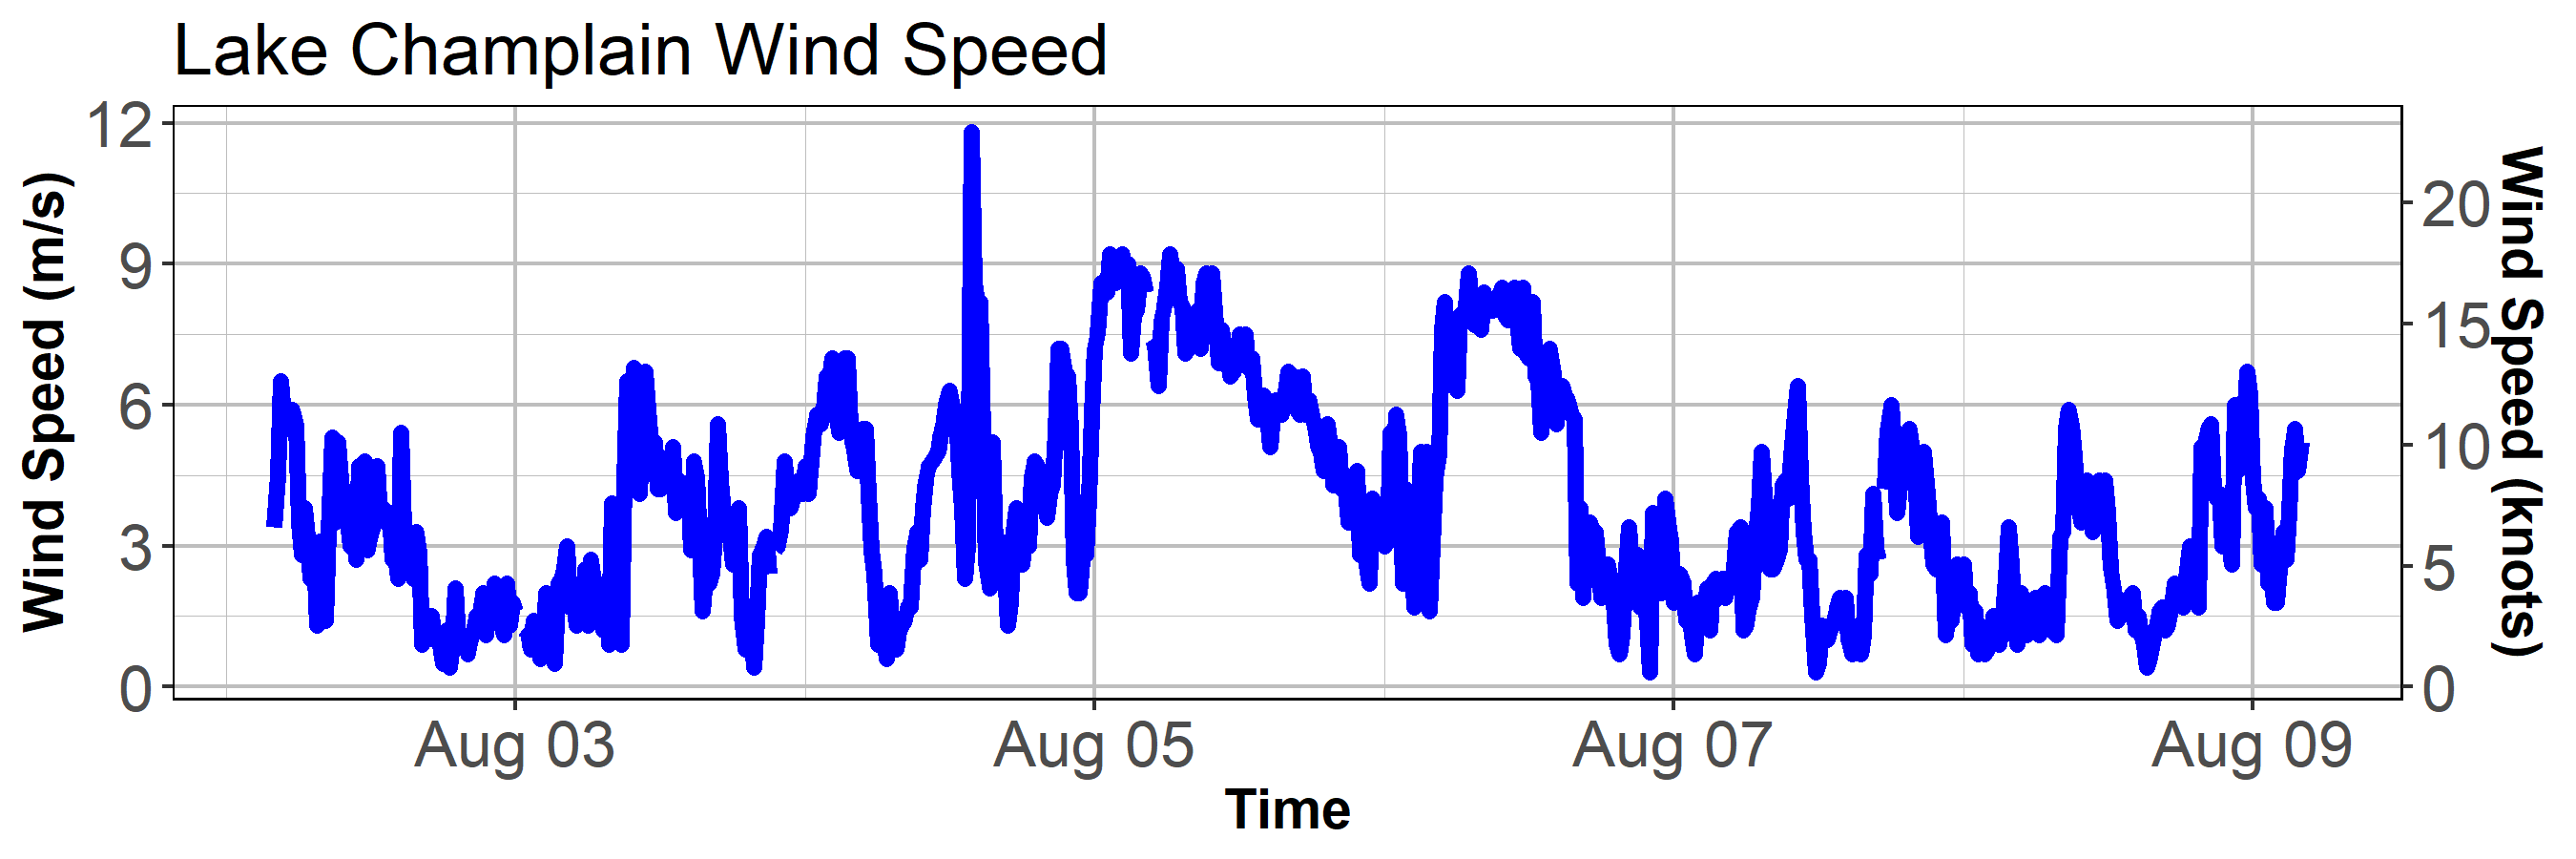 Lake Champlain Wind Speed
Wind Speed (m/s)
12
9
6
3
0
20
15
10
5
0
Wind Speed (knots)
Aug 03 Aug 05 Aug 07 Aug 09
Time